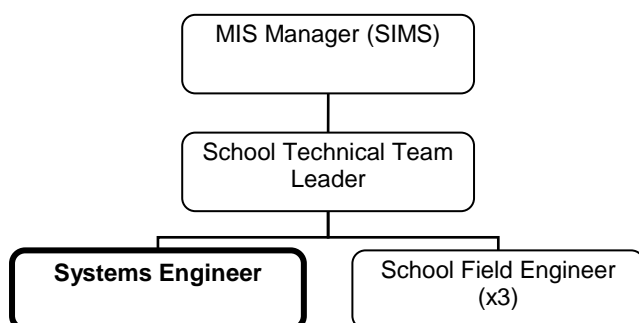 MIS Manager (SIMS)
School Technical Team
Leader
Systems Engineer
School Field Engineer
(x3)